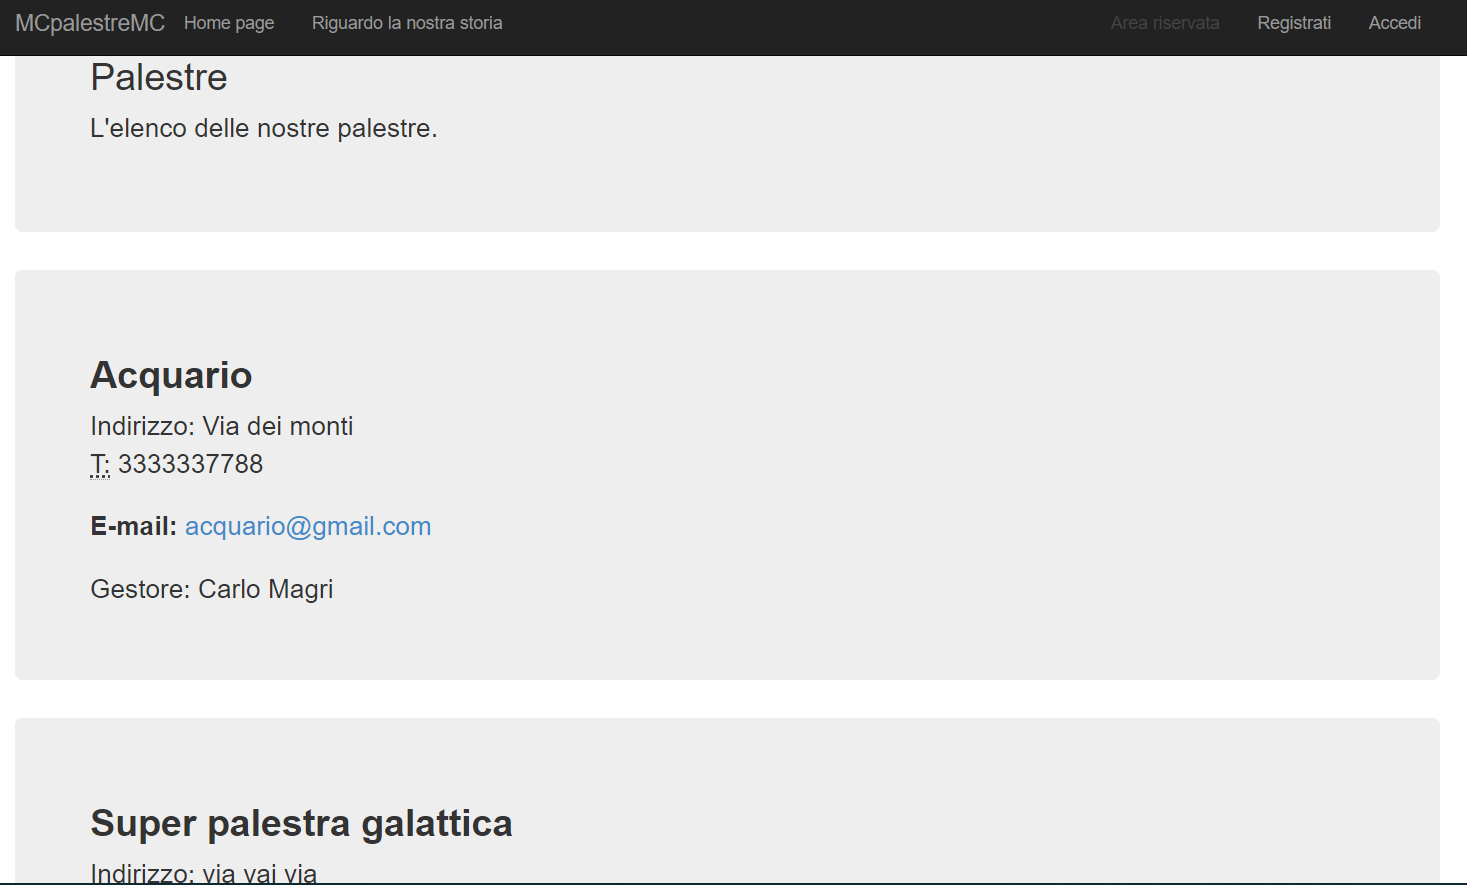 MCpalestreMC Home page Riguardo la nostra storia Area riservata Registrati Accedi
Palestre
L'elenco delle nostre palestre.
Acquario
Indirizzo: Via dei monti
T: 3333337788
E-mail: acquario@gmail.com
Gestore: Carlo Magri
Super palestra galattica
Indirizzo: via vai via